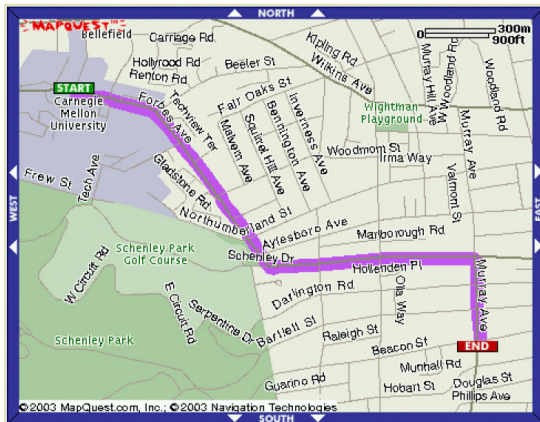 NORTH
MAPQUEST
Bellefield
Carriage Rd
300m
900ft
Kipling Rd
Wilkins Ave
Hollyrood Rd
Renton Rd
Beeler St
Murray Hill Ave
Woodland Rd
Woodland Rd
START
Carnegie
Mellon
University
Forbes Ave
Techview Ter
Fair Oaks St
Malvern Ave
Squirrel Hill Ave
Bennington Ave
Inverness Ave
Wightman
Playground
Murray Ave
Woodmont St
Irma Way
Valmont St
Frew St
Tech Ave
Gladstone Rd
Northumberland St
WEST
EAST
Aylesboro Ave
Marlborough Rd
Schenley Park
Golf Course
Schenley Dr
Hollenden Pl
W Circuit Rd
E Circuit Rd
Serpentine Dr
Darlington Rd
Olla Way
Murray Ave
Bartlett St
Raleigh St
Beacon St
END
Schenley Park
Munhall Rd
Guarino Rd
Hobart St
Douglas St
Phillips Ave
©2003 MapQuest.com, Inc.; ©2003 Navigation Technologies
SOUTH